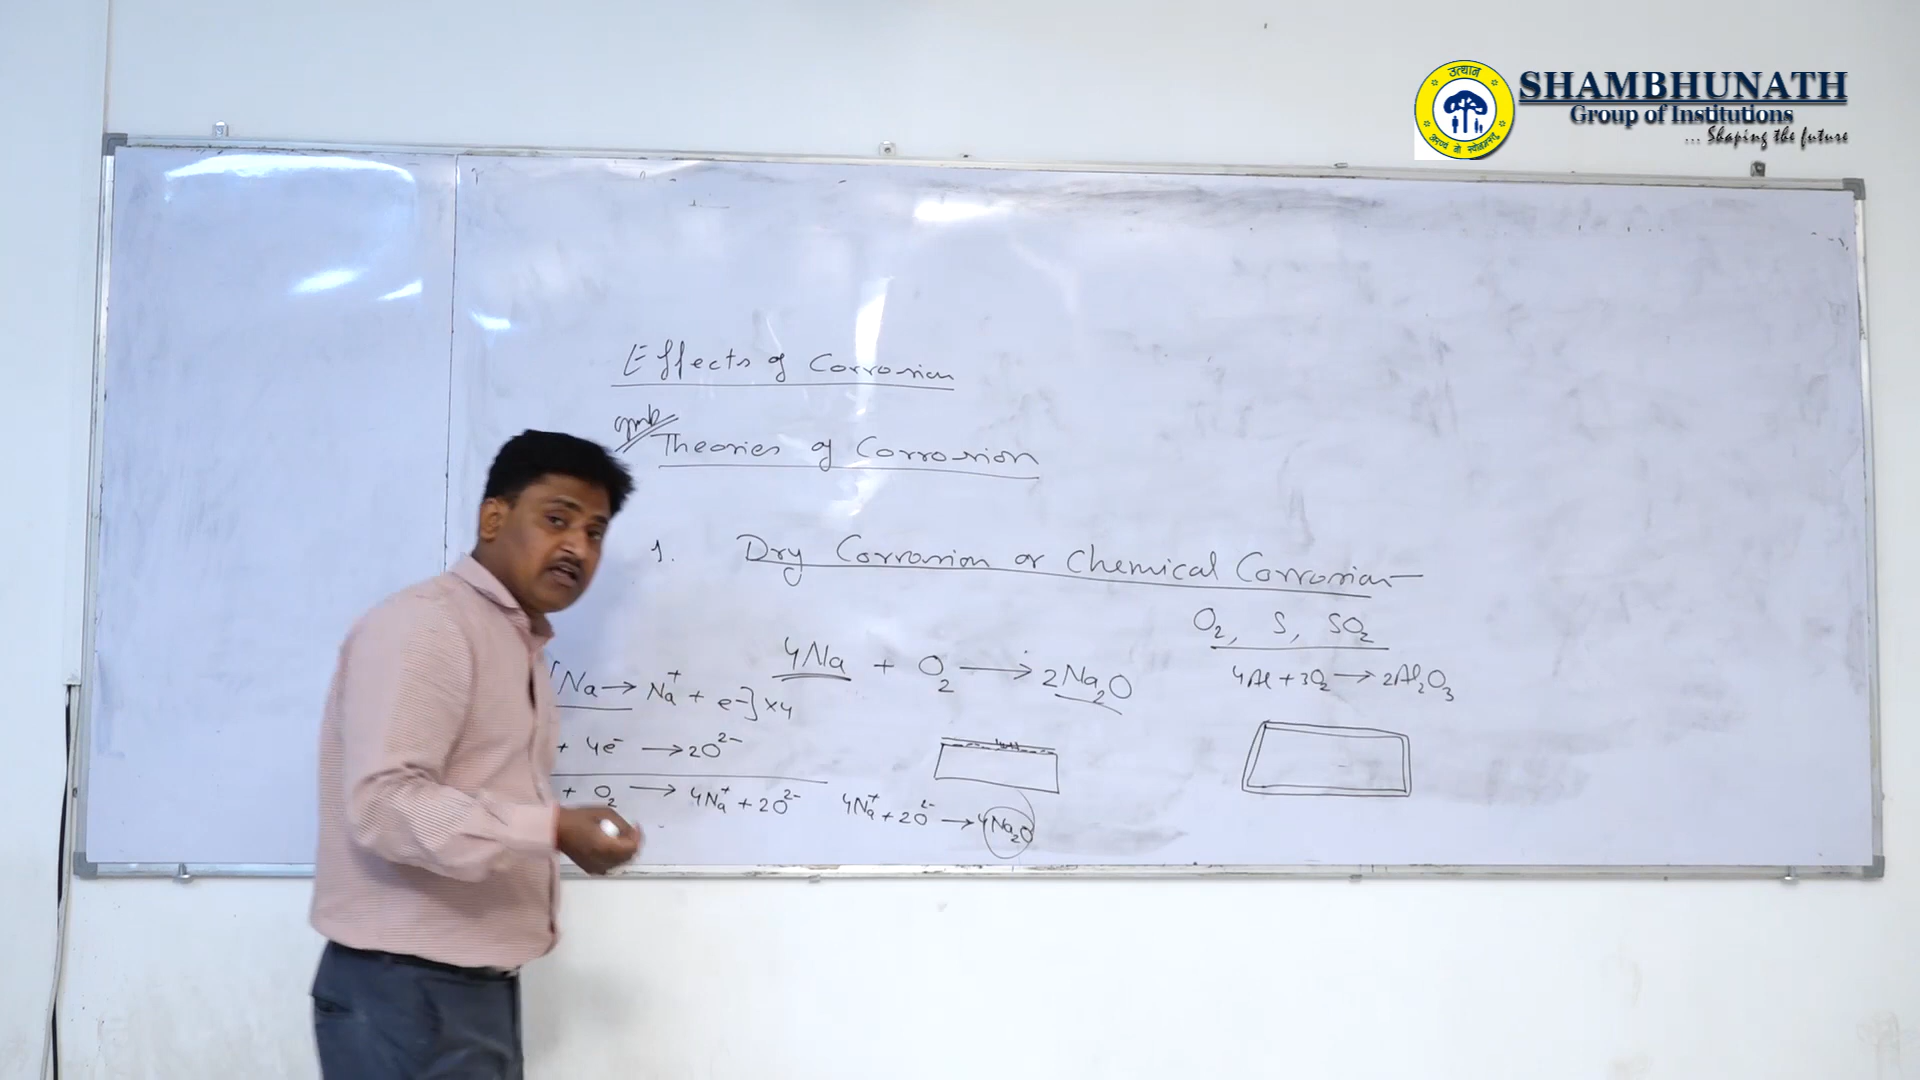 उत्थान
SHAMBHUNATH
Group of Institutions
... Shaping the future
Effects of Corrosion
Theories of Corrosion
1. Dry Corrosion or Chemical Corrosion
O₂, S, SO₂
4Na + O₂ → 2Na₂O
4Al + 3O₂ → 2Al₂O₃
[Na → Na⁺ + e⁻] ×4
+ 4e⁻ → 2O²⁻
+ O₂ → 4Na⁺ + 2O²⁻
4Na⁺ + 2O²⁻ → 4Na₂O